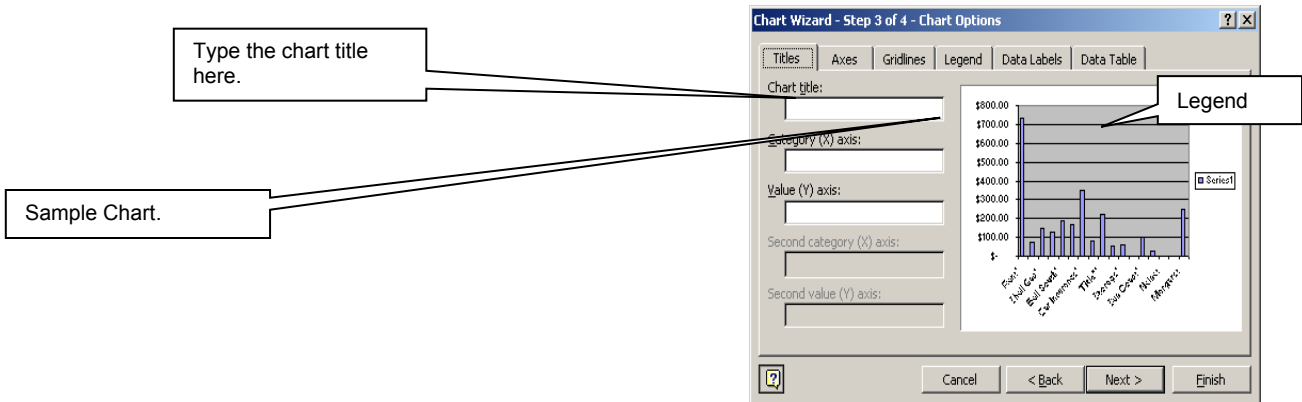 Chart Wizard - Step 3 of 4 - Chart Options
Type the chart title
here.
Titles
Axes
Gridlines
Legend
Data Labels
Data Table
Chart title:
Category (X) axis:
Value (Y) axis:
Second category (X) axis:
Second value (Y) axis:
Sample Chart.
Legend
$800.00
$700.00
$600.00
$500.00
$400.00
$300.00
$200.00
$100.00
$-
Series1
Cancel
< Back
Next >
Finish